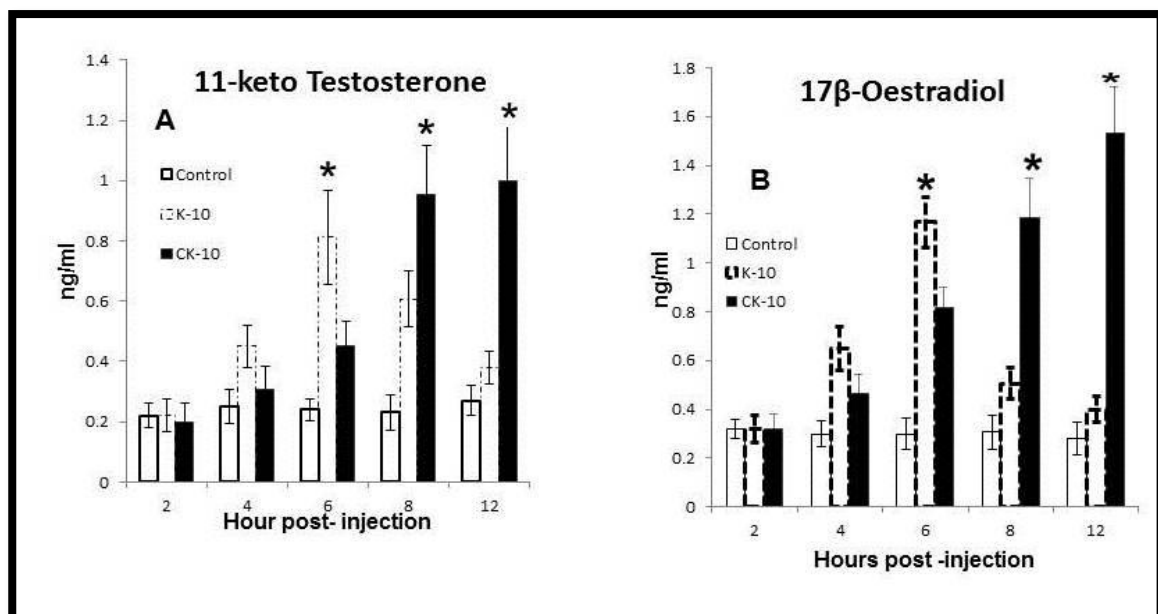 11-keto Testosterone
A
Control
K-10
CK-10
ng/ml
1.4
1.2
1
0.8
0.6
0.4
0.2
0
* * *
2 4 6 8 12
Hour post- injection
17β-Oestradiol
B
Control
K-10
CK-10
ng/ml
1.8
1.6
1.4
1.2
1
0.8
0.6
0.4
0.2
0
* * *
2 4 6 8 12
Hours post -injection